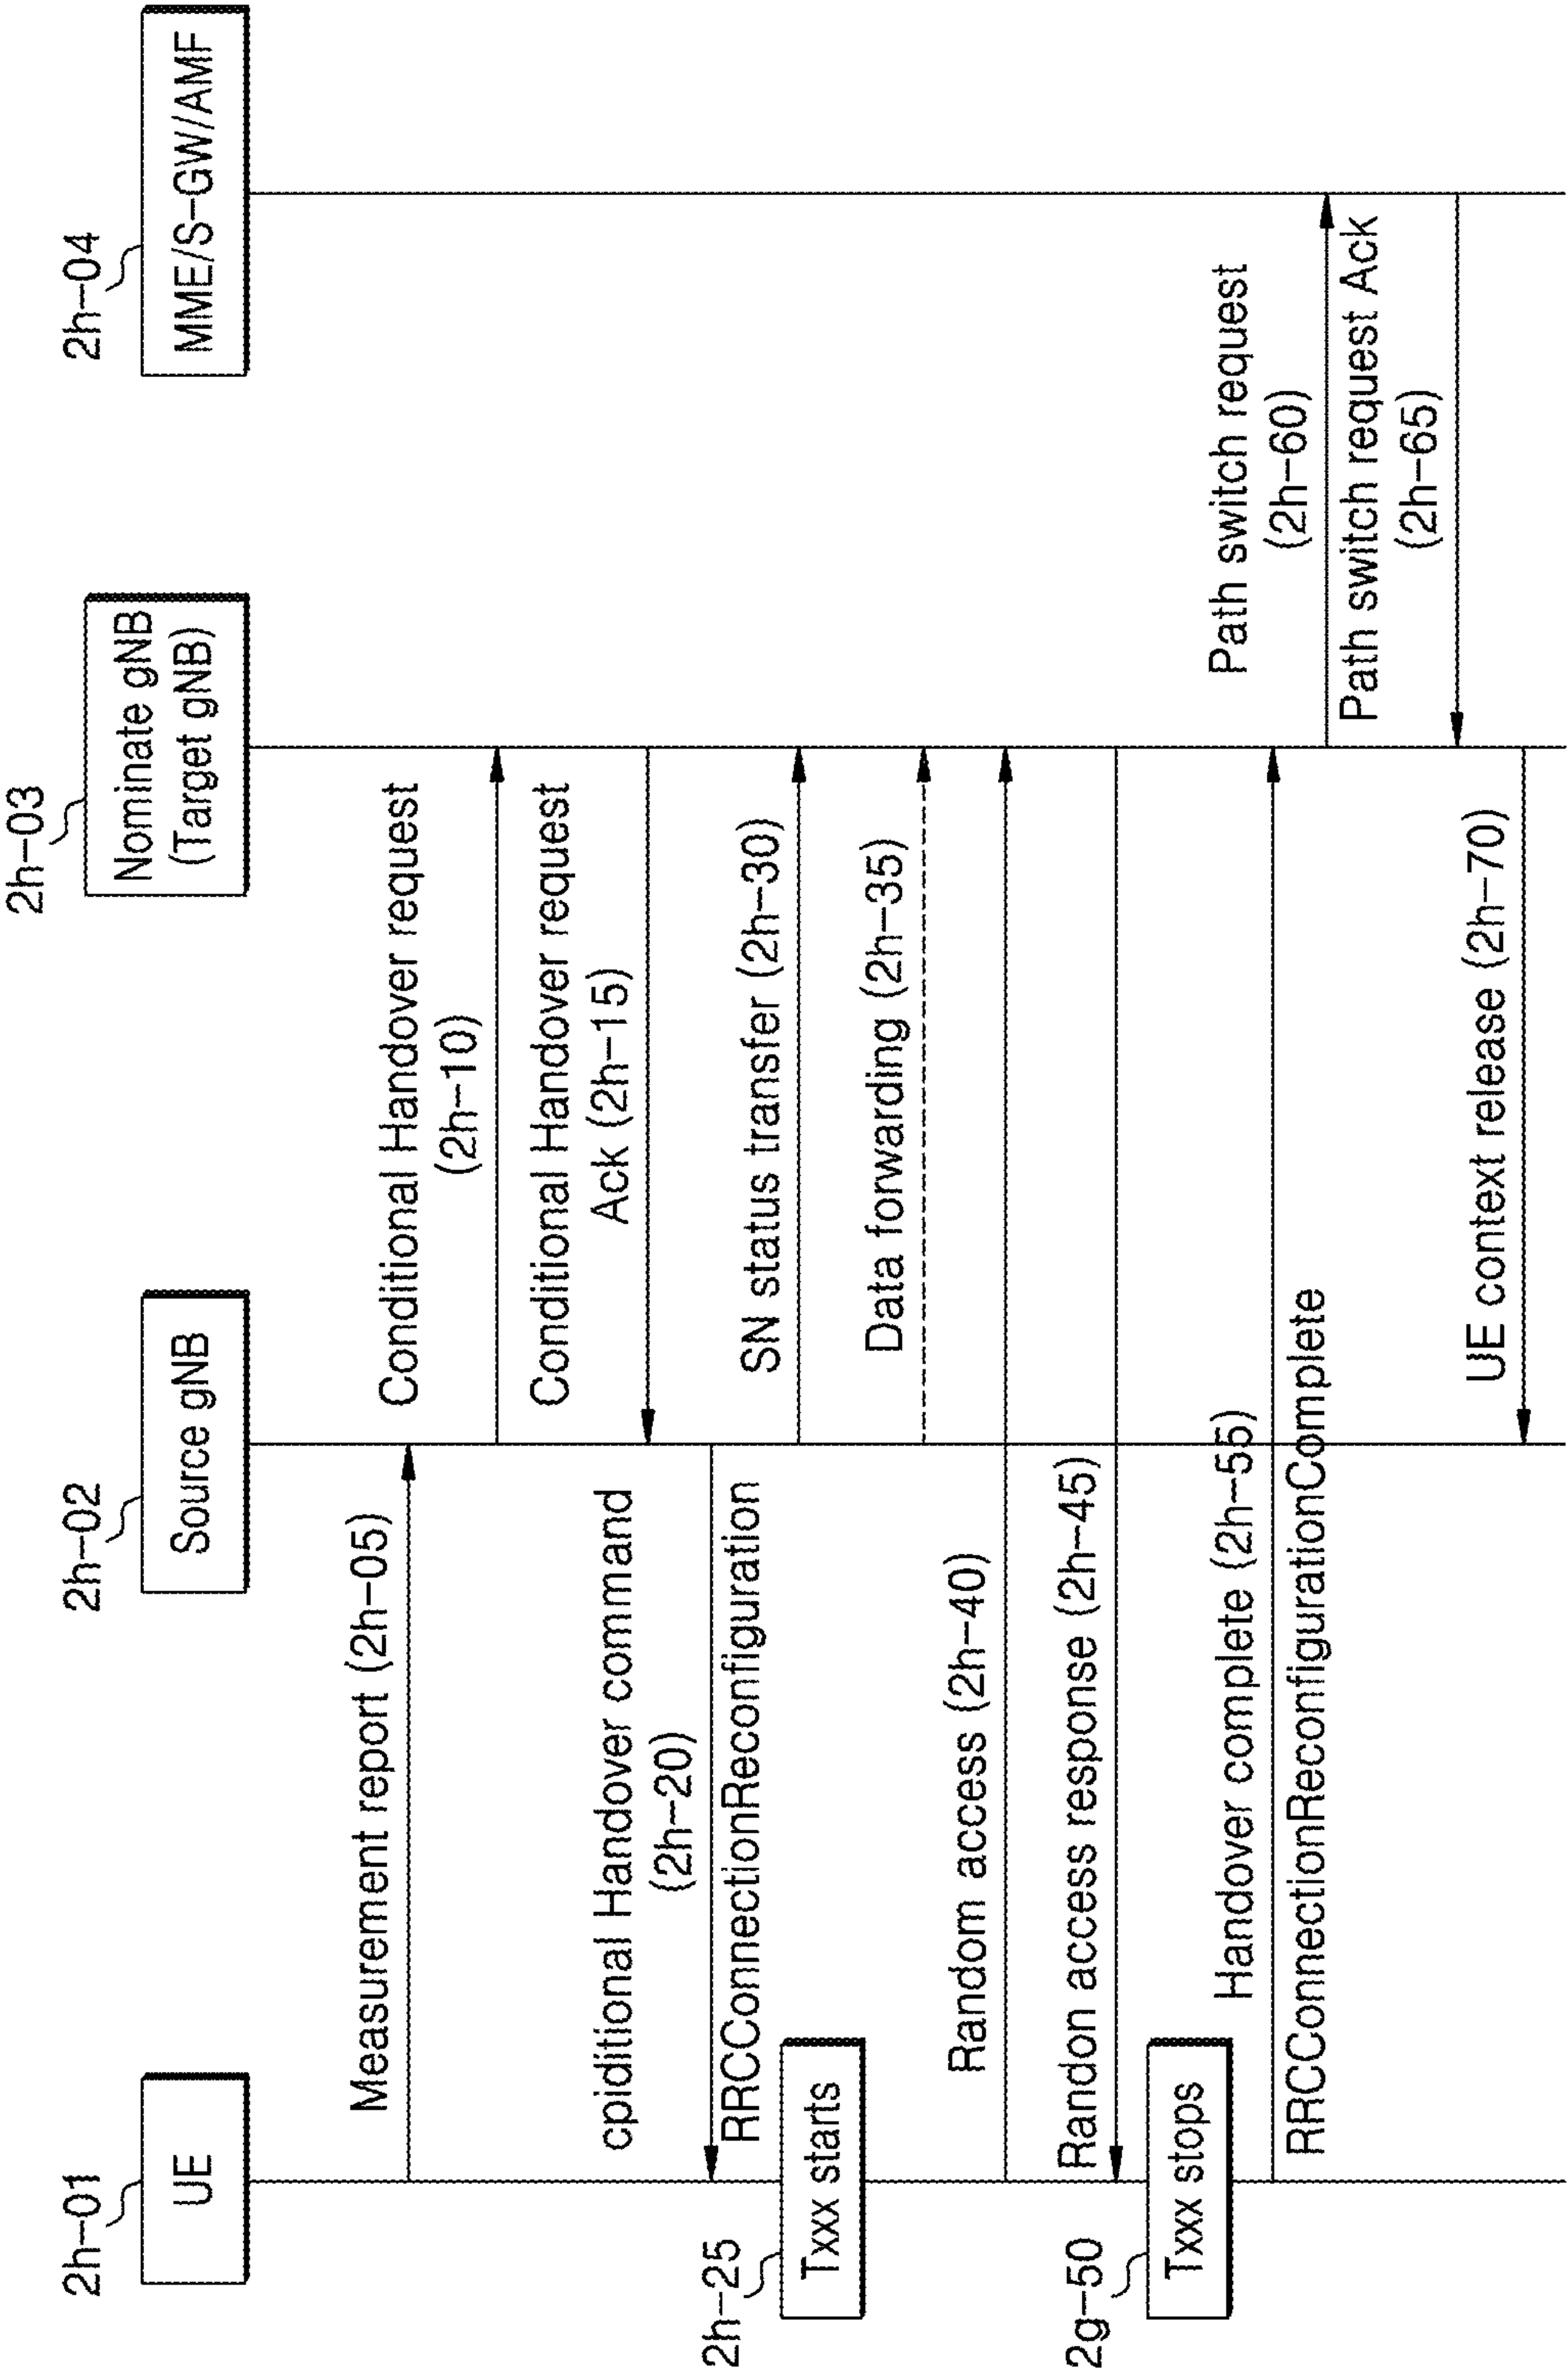 2h-01
UE
2h-02
Source gNB
2h-03
Nominate gNB
(Target gNB)
2h-04
MME/S-GW/AMF
Measurement report (2h-05)
Conditional Handover request
(2h-10)
Conditional Handover request
Ack (2h-15)
cpiditional Handover command
(2h-20)
RRCConnectionReconfiguration
2h-25
Txxx starts
SN status transfer (2h-30)
Data forwarding (2h-35)
Random access (2h-40)
Randon access response (2h-45)
2g-50
Txxx stops
Handover complete (2h-55)
RRCConnectionReconfigurationComplete
Path switch request
(2h-60)
Path switch request Ack
(2h-65)
UE context release (2h-70)